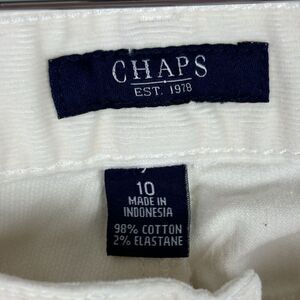 CHAPS
EST. 1978
10
MADE IN
INDONESIA
98% COTTON
2% ELASTANE